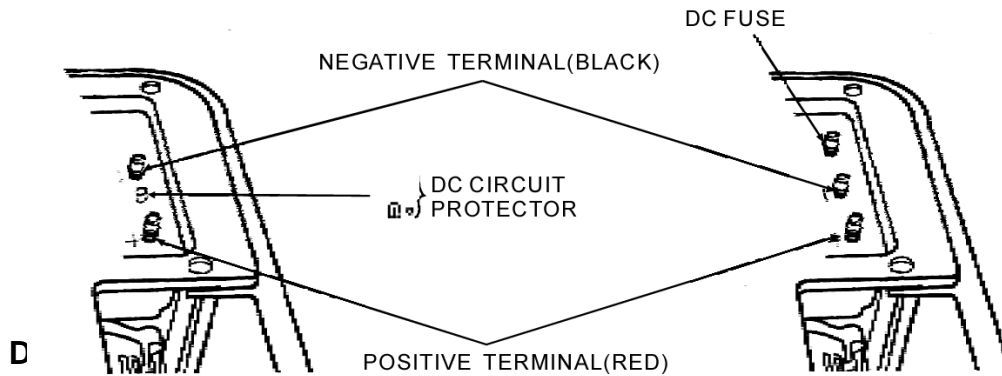 DC FUSE
NEGATIVE TERMINAL(BLACK)
DC CIRCUIT
PROTECTOR
POSITIVE TERMINAL(RED)
D